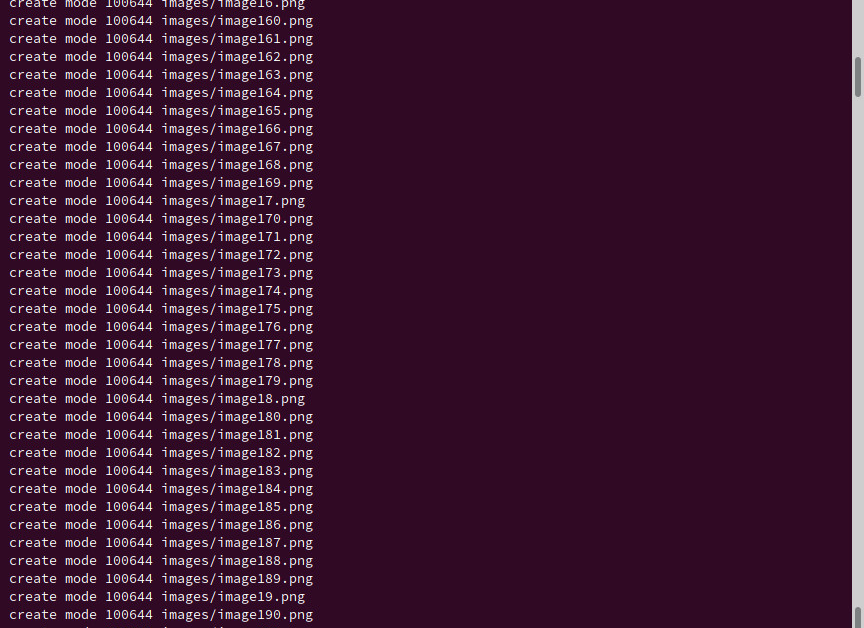 create mode 100644 images/image16.png
create mode 100644 images/image160.png
create mode 100644 images/image161.png
create mode 100644 images/image162.png
create mode 100644 images/image163.png
create mode 100644 images/image164.png
create mode 100644 images/image165.png
create mode 100644 images/image166.png
create mode 100644 images/image167.png
create mode 100644 images/image168.png
create mode 100644 images/image169.png
create mode 100644 images/image17.png
create mode 100644 images/image170.png
create mode 100644 images/image171.png
create mode 100644 images/image172.png
create mode 100644 images/image173.png
create mode 100644 images/image174.png
create mode 100644 images/image175.png
create mode 100644 images/image176.png
create mode 100644 images/image177.png
create mode 100644 images/image178.png
create mode 100644 images/image179.png
create mode 100644 images/image18.png
create mode 100644 images/image180.png
create mode 100644 images/image181.png
create mode 100644 images/image182.png
create mode 100644 images/image183.png
create mode 100644 images/image184.png
create mode 100644 images/image185.png
create mode 100644 images/image186.png
create mode 100644 images/image187.png
create mode 100644 images/image188.png
create mode 100644 images/image189.png
create mode 100644 images/image19.png
create mode 100644 images/image190.png